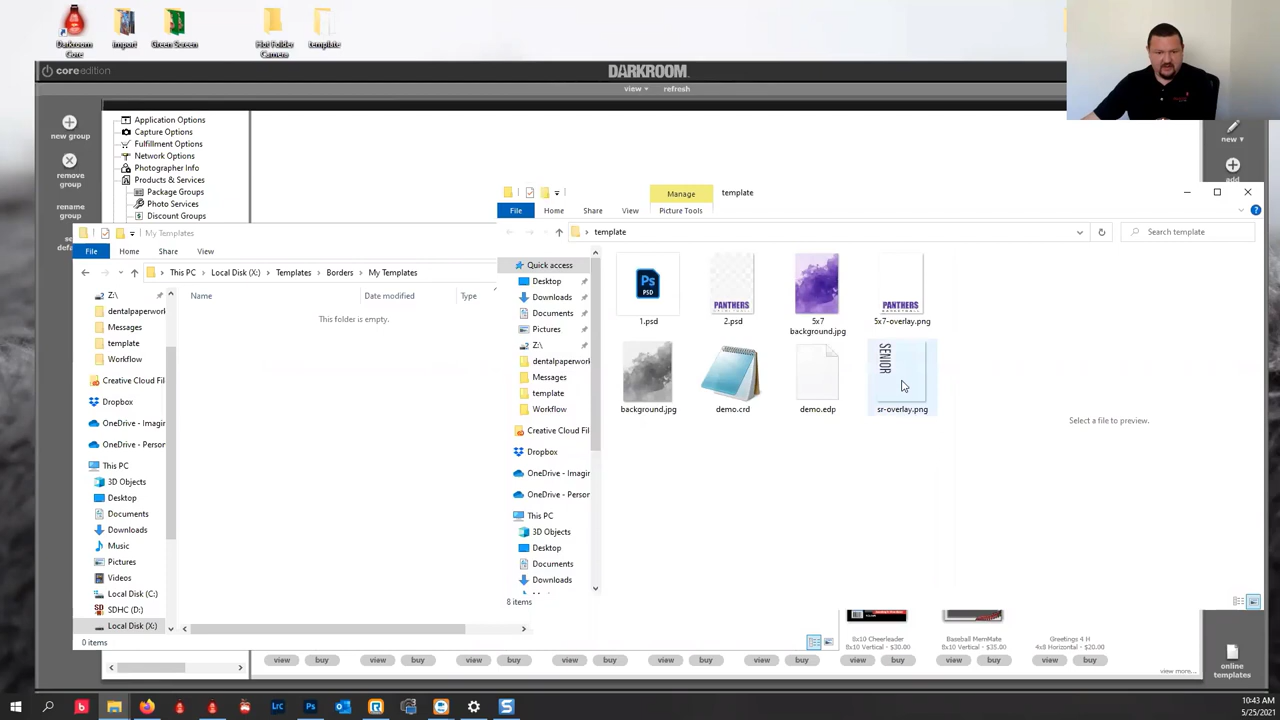 Darkroom
Core
import
Green Screen
Hot Folder
Camera
template
core edition
DARKROOM
view
refresh
new group
remove
group
rename
group
new
Application Options
Capture Options
Fulfillment Options
Network Options
Photographer Info
Products & Services
Package Groups
Photo Services
Discount Groups
My Templates
File
Home
Share
View
This PC
Local Disk (X:)
Templates
Borders
My Templates
Name
Date modified
Type
This folder is empty.
Z:\
dentalpaperwork
Messages
template
Workflow
Creative Cloud Fil
Dropbox
OneDrive - Imagin
OneDrive - Person
This PC
3D Objects
Desktop
Documents
Downloads
Music
Pictures
Videos
Local Disk (C:)
SDHC (D:)
Local Disk (X:)
0 items
Manage
template
File
Home
Share
View
Picture Tools
template
Search template
Quick access
Desktop
Downloads
Documents
Pictures
Z:\
dentalpaperwork
Messages
template
Workflow
Creative Cloud Fil
Dropbox
OneDrive - Imagin
OneDrive - Person
This PC
3D Objects
Desktop
Documents
Downloads
8 items
Ps
PSD
1.psd
PANTHERS
2.psd
5x7
background.jpg
PANTHERS
BASKETBALL
5x7-overlay.png
background.jpg
demo.crd
demo.edp
SENIOR
sr-overlay.png
Select a file to preview.
8x10 Cheerleader
8x10 Vertical - $30.00
Baseball MemMate
8x10 Vertical - $35.00
Greetings 4 H
4x8 Horizontal - $20.00
view buy view buy view buy view buy view buy view buy view buy view buy view buy
view more...
online
templates
Lrc
Ps
10:43 AM
5/25/2021